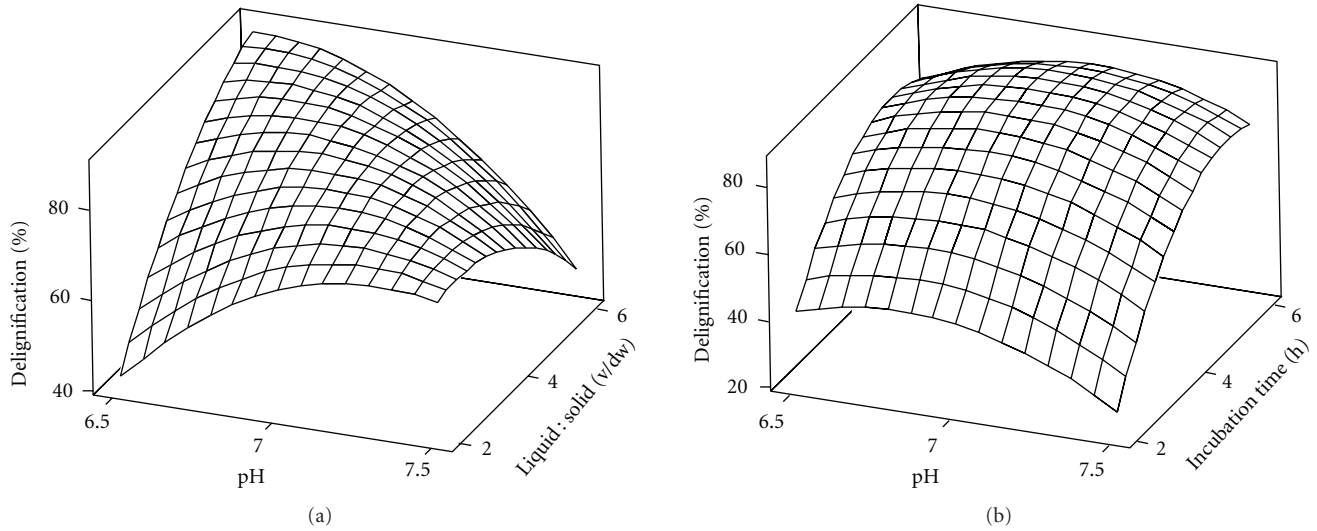 80
60
40
Delignification (%)
6.5
7
7.5
pH
2
4
6
Liquid : solid (v/dw)
(a)
80
60
40
20
Delignification (%)
6.5
7
7.5
pH
2
4
6
Incubation time (h)
(b)